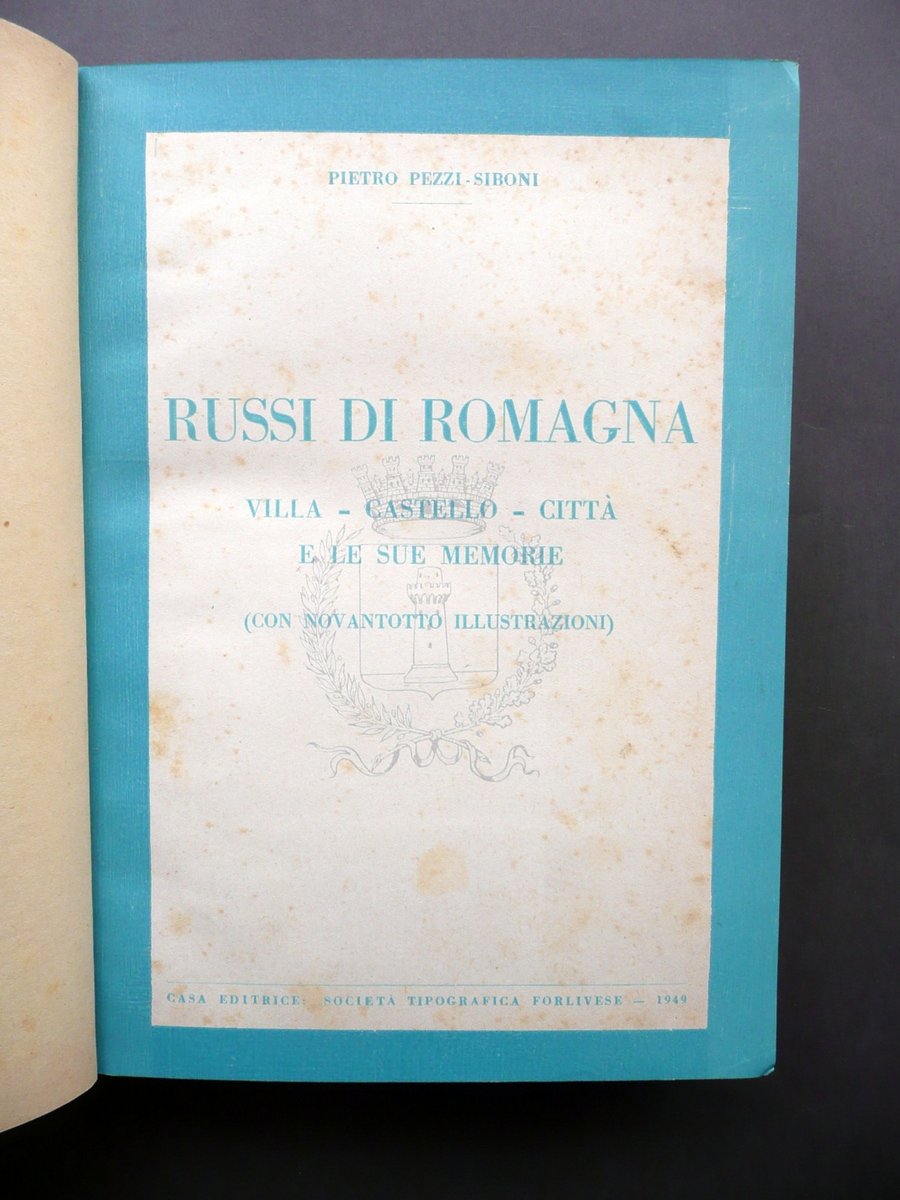 PIETRO PEZZI-SIBONI
RUSSI DI ROMAGNA
VILLA - CASTELLO - CITTÀ
E LE SUE MEMORIE
(CON NOVANTOTTO ILLUSTRAZIONI)
CASA EDITRICE: SOCIETÀ TIPOGRAFICA FORLIVESE — 1949